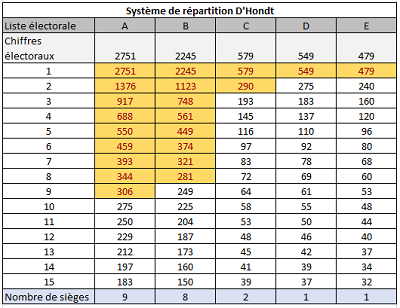 Système de répartition D'Hondt
Liste électorale A B C D E
Chiffres
électoraux 2751 2245 579 549 479
1 2751 2245 579 549 479
2 1376 1123 290 275 240
3 917 748 193 183 160
4 688 561 145 137 120
5 550 449 116 110 96
6 459 374 97 92 80
7 393 321 83 78 68
8 344 281 72 69 60
9 306 249 64 61 53
10 275 225 58 55 48
11 250 204 53 50 44
12 229 187 48 46 40
13 212 173 45 42 37
14 197 160 41 39 34
15 183 150 39 37 32
Nombre de sièges 9 8 2 1 1